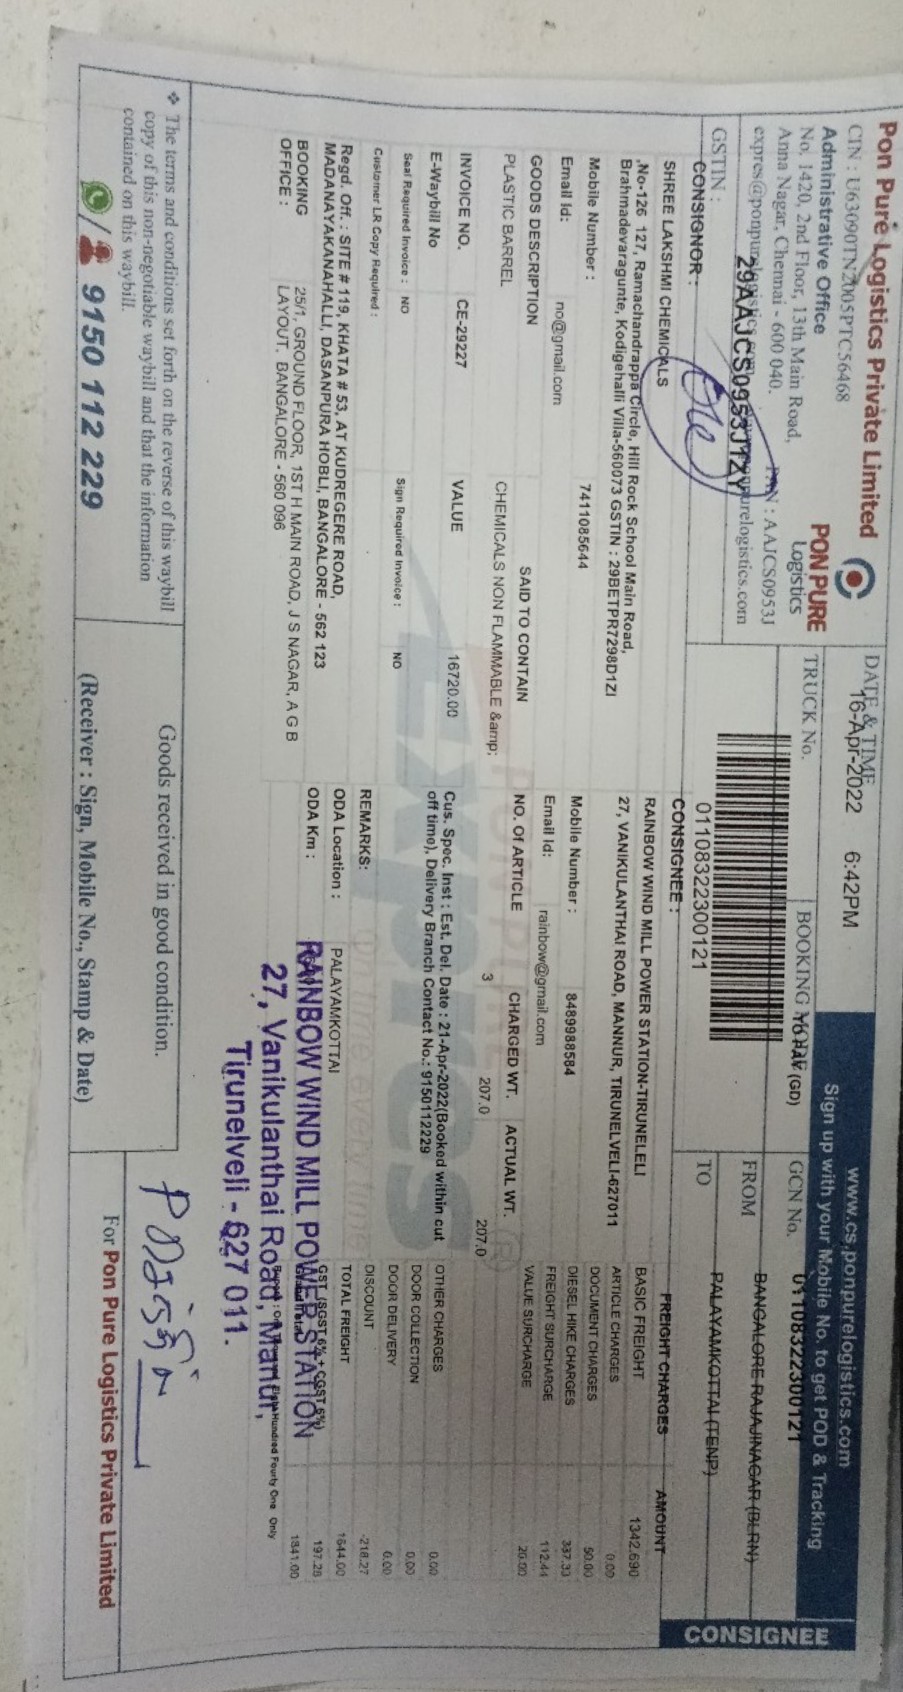 Pon Pure Logistics Private Limited
CIN : U63090TN2005PTC56468
Administrative Office
No. 1420, 2nd Floor, 13th Main Road,
Anna Nagar, Chennai - 600 040.
PAN : AAJCS0953J
PON PURE
Logistics
GSTIN :
29AAJCS0953J1ZY
DATE & TIME
16-Apr-2022 6:42PM
TRUCK No.
BOOKING
(GD)
01108322300121
www.cs.ponpurelogistics.com
Sign up with your Mobile No. to get POD & Tracking
GCN No. 01108322300121
FROM BANGALORE RAJAJINAGAR (BLRN)
TO PALAYAMKOTTAI (TENP)
CONSIGNEE
CONSIGNOR :
SHREE LAKSHMI CHEMICALS
,No-126 127, Ramachandrappa Circle, Hill Rock School Main Road,
Brahmadevaragunte, Kodigehalli Villa-560073 GSTIN : 29BETPR7298D1ZI
Mobile Number : 7411085644
Email Id: no@gmail.com
GOODS DESCRIPTION SAID TO CONTAIN
PLASTIC BARREL CHEMICALS NON FLAMMABLE &amp;
INVOICE NO. CE-29227 VALUE 16720.00
E-Waybill No
Seal Required Invoice : NO Sign Required Invoice : NO
Customer LR Copy Required :
Regd. Off. : SITE # 119, KHATA # 53, AT KUDREGERE ROAD,
MADANAYAKANAHALLI, DASANPURA HOBLI, BANGALORE - 562 123
BOOKING OFFICE : 25/1, GROUND FLOOR, 1ST H MAIN ROAD, J S NAGAR, A G B
LAYOUT, BANGALORE - 560 096
CONSIGNEE :
RAINBOW WIND MILL POWER STATION-TIRUNELELI
27, VANIKULANTHAI ROAD, MANNUR, TIRUNELVELI-627011
Mobile Number : 8489988584
Email Id: rainbow@gmail.com
NO. Of ARTICLE CHARGED WT. ACTUAL WT.
3 207.0 207.0
Cus. Spec. Inst : Est. Del. Date : 21-Apr-2022(Booked within cut
off time), Delivery Branch Contact No.: 9150112229
REMARKS:
ODA Location : PALAYAMKOTTAI
ODA Km :
FREIGHT CHARGES AMOUNT
BASIC FREIGHT 1342.690
ARTICLE CHARGES 0.00
DOCUMENT CHARGES 50.00
DIESEL HIKE CHARGES 337.33
FREIGHT SURCHARGE 112.44
VALUE SURCHARGE 20.00
OTHER CHARGES 0.00
DOOR COLLECTION 0.00
DOOR DELIVERY 0.00
DISCOUNT -218.27
TOTAL FREIGHT 1644.00
GST (SGST 6% + CGST 6%) 197.28
1841.00
Hundred Fourty One Only
RAINBOW WIND MILL POWER STATION
27, Vanikulanthai Road, Manur,
Tirunelveli - 627 011.
❖ The terms and conditions set forth on the reverse of this waybill
copy of this non-negotiable waybill and that the information
contained on this waybill.
9150 112 229
Goods received in good condition.
(Receiver : Sign, Mobile No., Stamp & Date)
For Pon Pure Logistics Private Limited